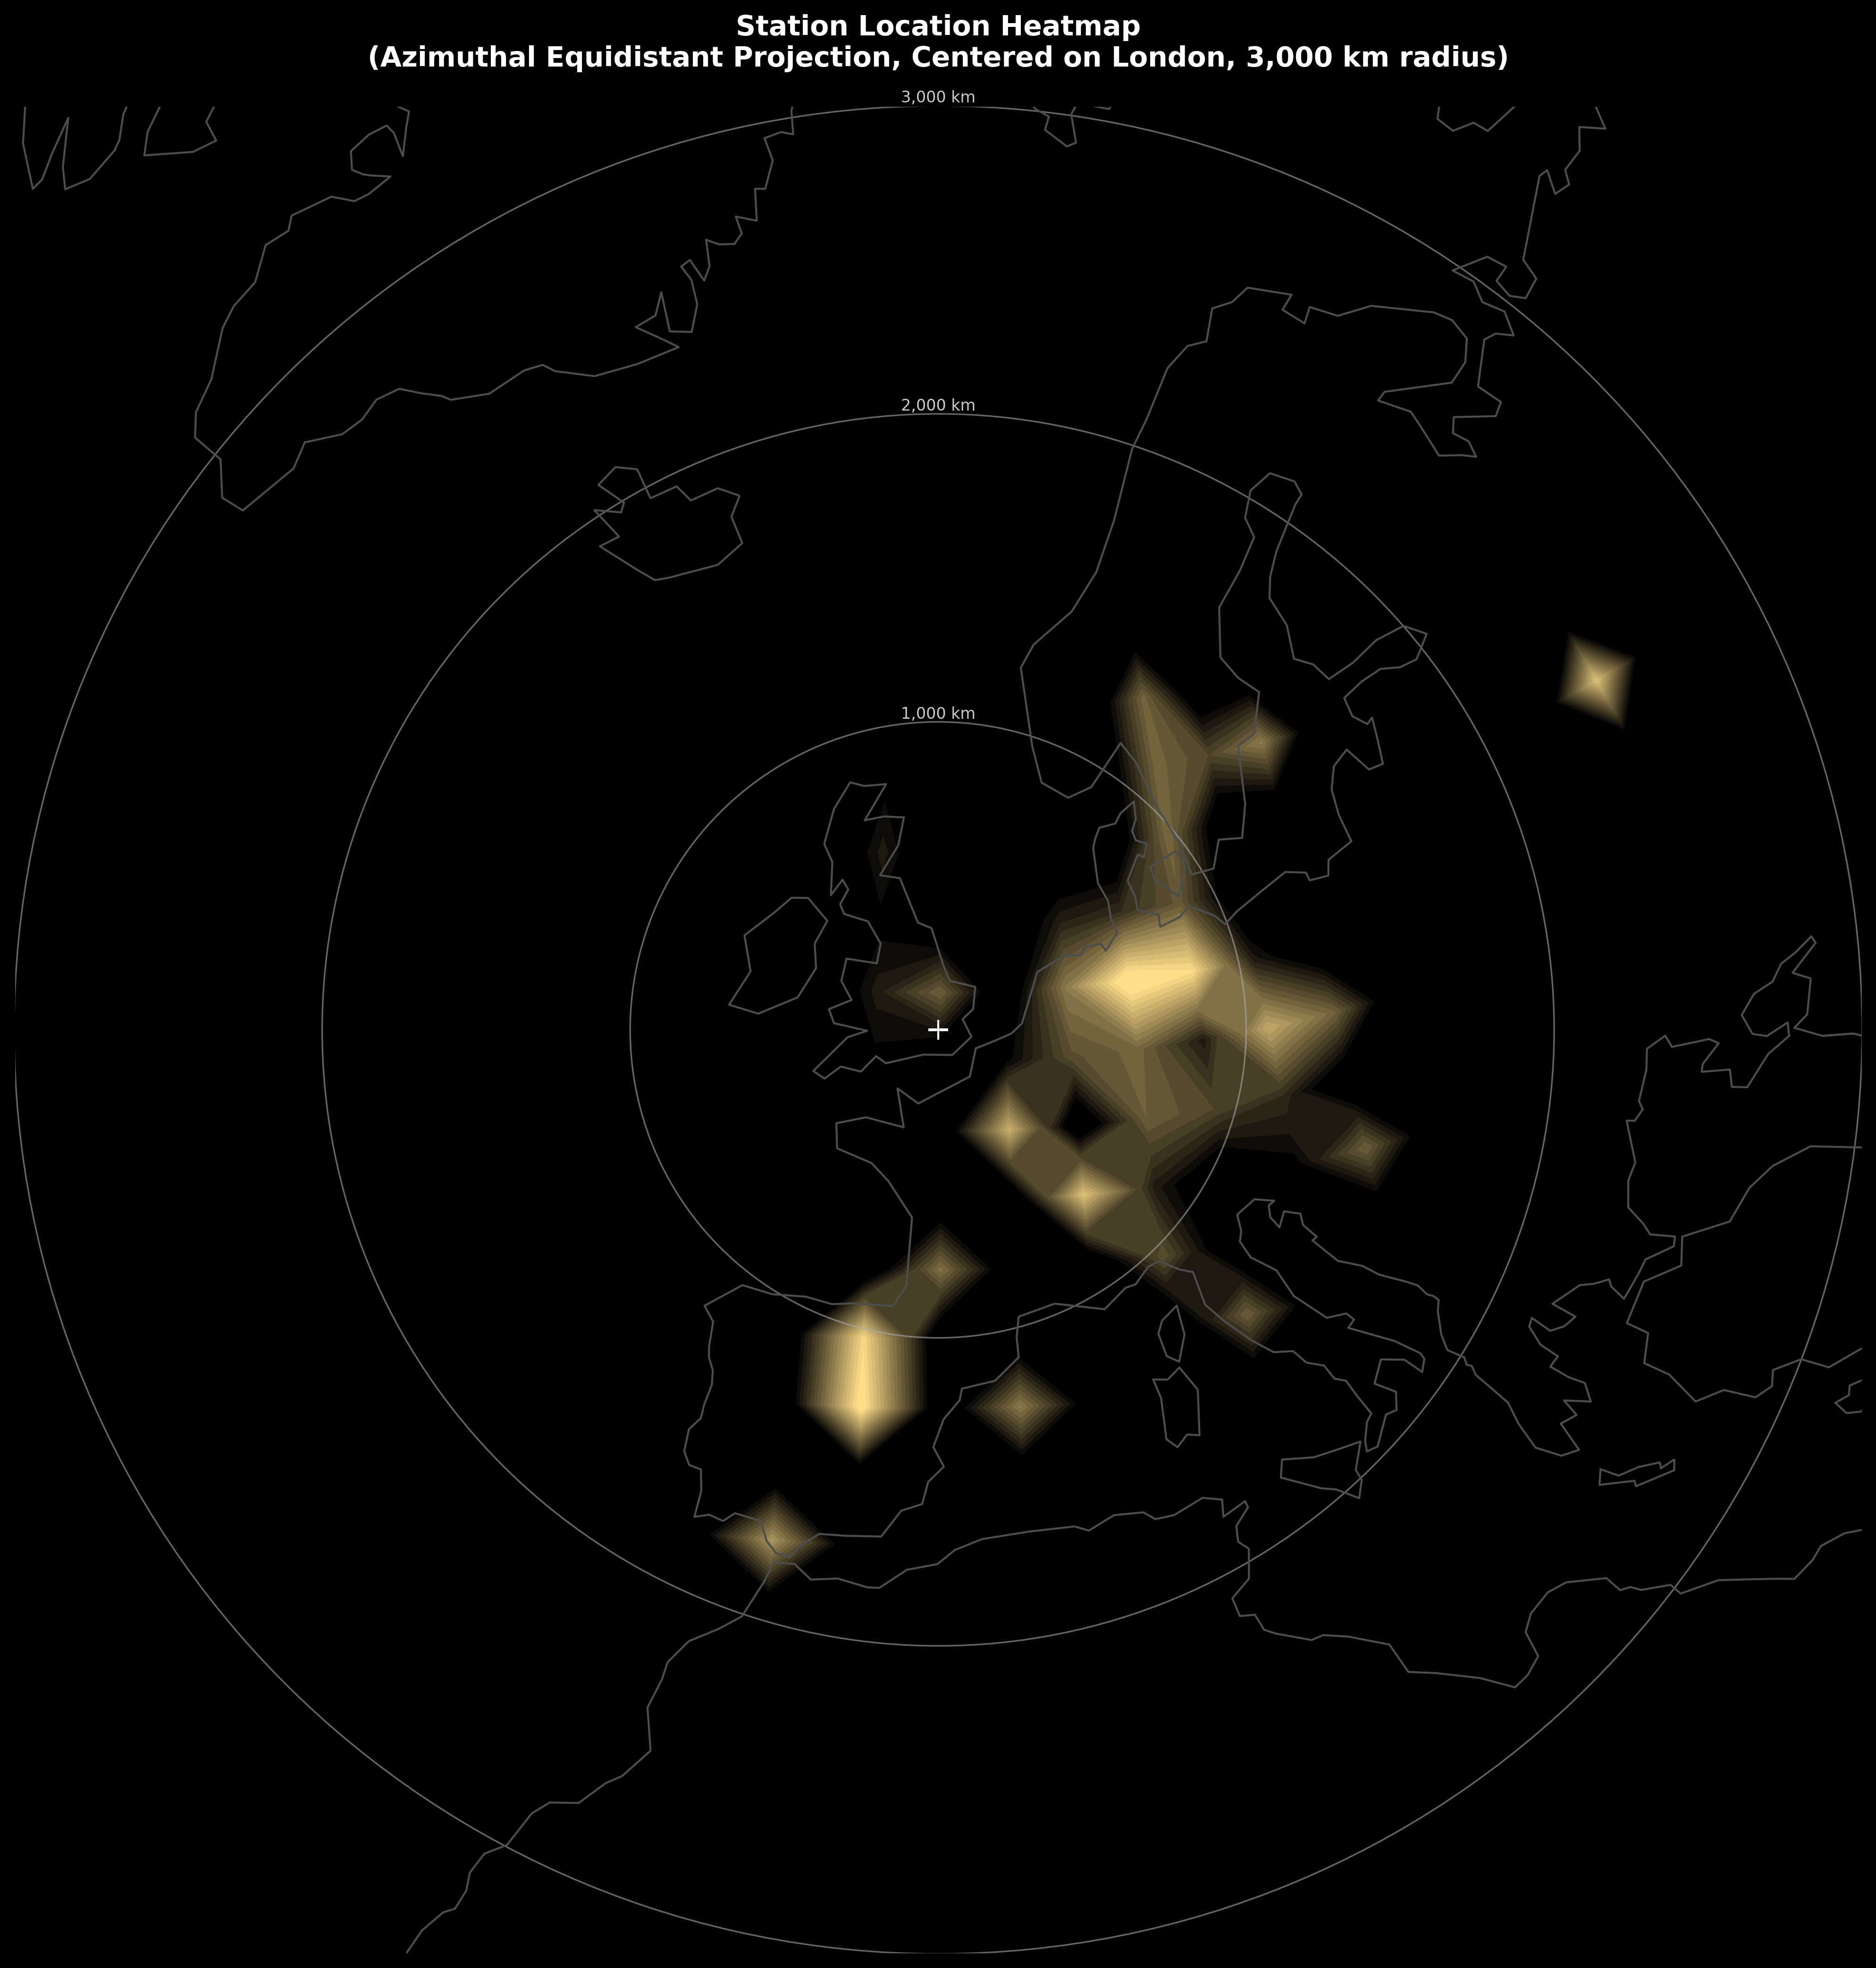 Station Location Heatmap
(Azimuthal Equidistant Projection, Centered on London, 3,000 km radius)
3,000 km
2,000 km
1,000 km